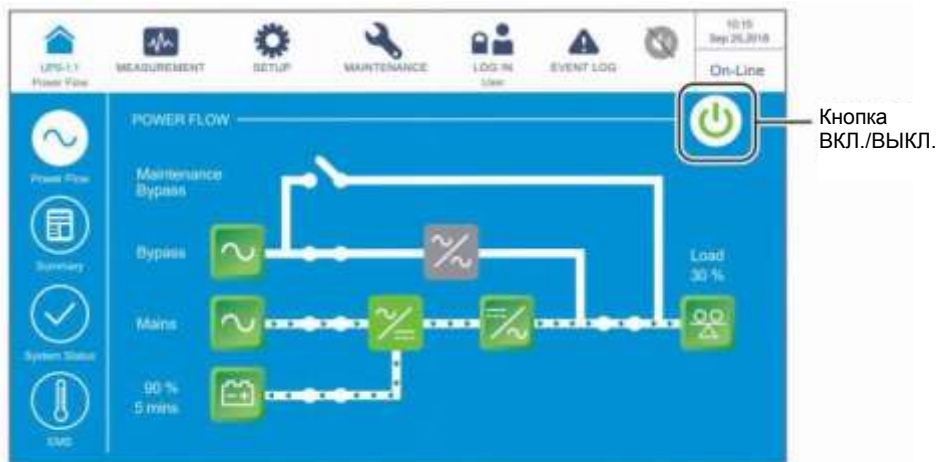 10:15
Sep 25,2018
UPS-1.1
MEASUREMENT
SETUP
MAINTENANCE
LOG IN
EVENT LOG
On-Line
Power Flow
User
POWER FLOW
Кнопка
ВКЛ./ВЫКЛ.
Power Flow
Maintenance
Bypass
Summary
Bypass
Load
30 %
System Status
Mains
90 %
5 mins
EMS